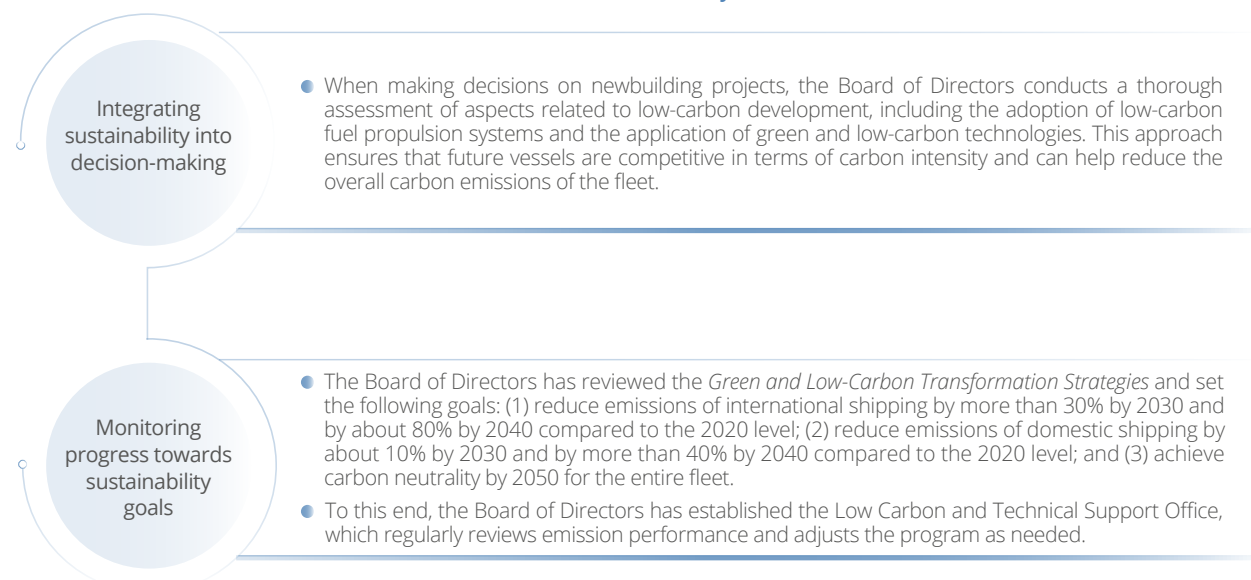 Integrating
sustainability into
decision-making
When making decisions on newbuilding projects, the Board of Directors conducts a thorough
assessment of aspects related to low-carbon development, including the adoption of low-carbon
fuel propulsion systems and the application of green and low-carbon technologies. This approach
ensures that future vessels are competitive in terms of carbon intensity and can help reduce the
overall carbon emissions of the fleet.
Monitoring
progress towards
sustainability
goals
The Board of Directors has reviewed the Green and Low-Carbon Transformation Strategies and set
the following goals: (1) reduce emissions of international shipping by more than 30% by 2030 and
by about 80% by 2040 compared to the 2020 level; (2) reduce emissions of domestic shipping by
about 10% by 2030 and by more than 40% by 2040 compared to the 2020 level; and (3) achieve
carbon neutrality by 2050 for the entire fleet.
To this end, the Board of Directors has established the Low Carbon and Technical Support Office,
which regularly reviews emission performance and adjusts the program as needed.